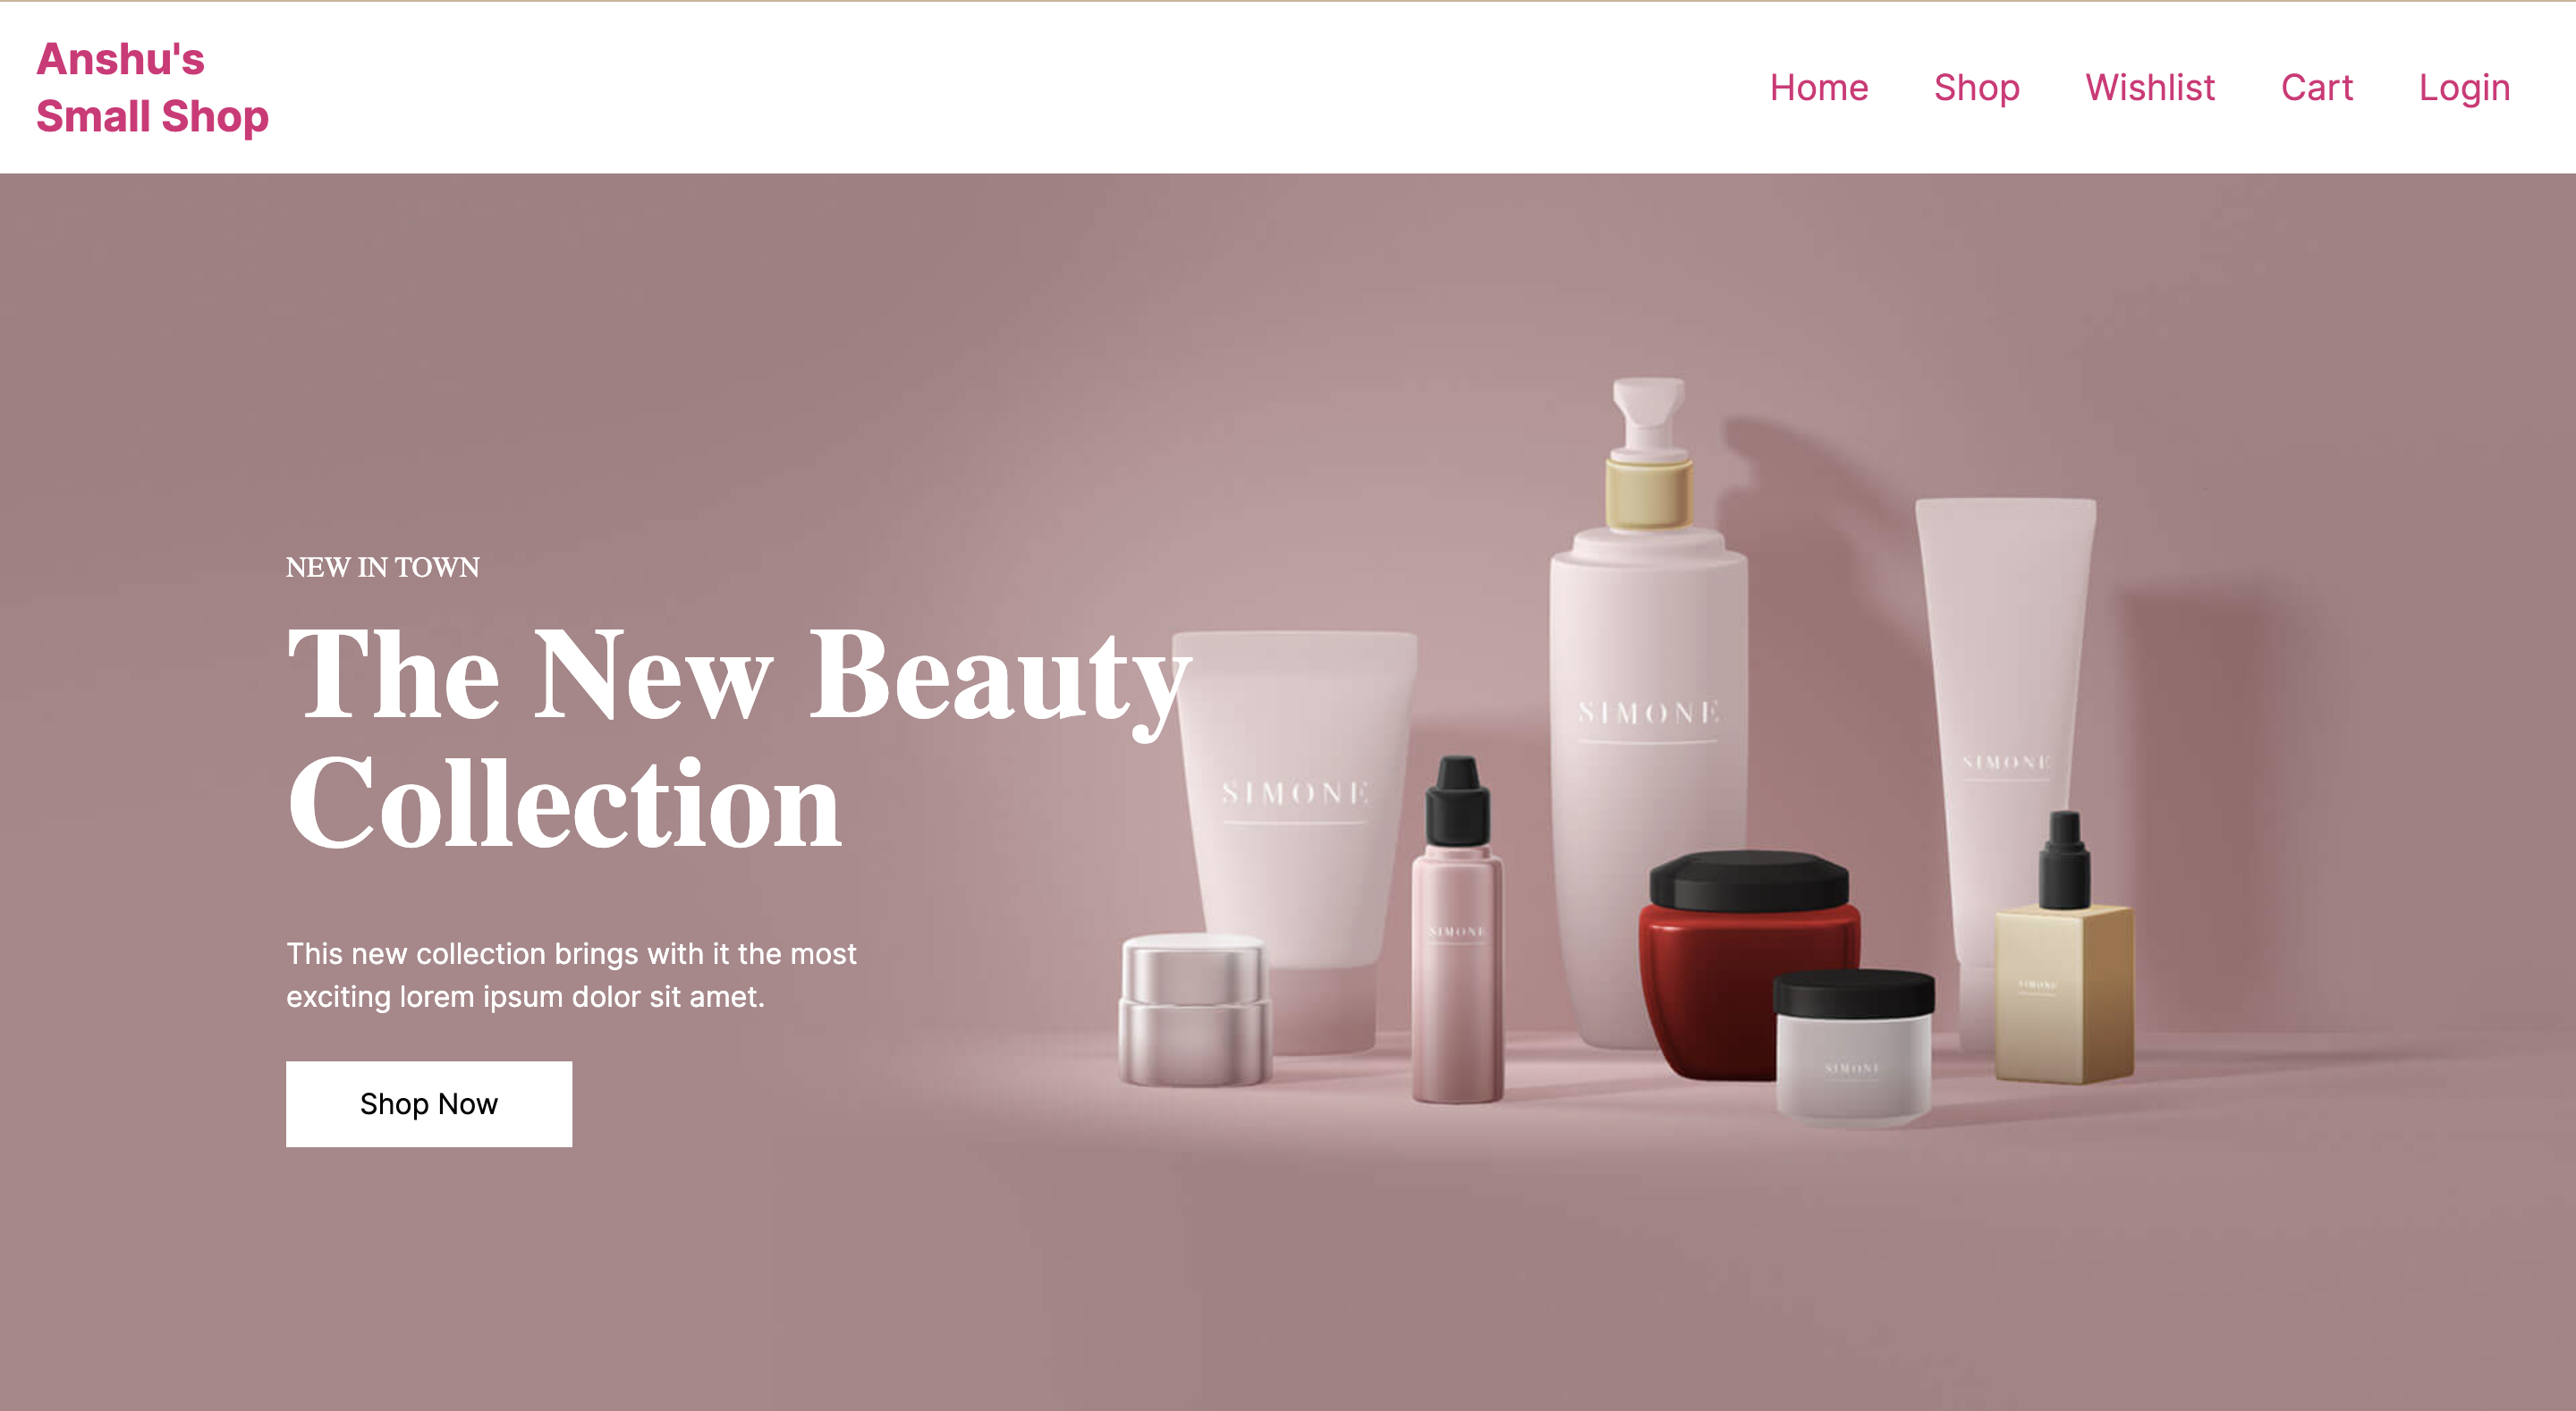 Anshu's
Small Shop
Home Shop Wishlist Cart Login
NEW IN TOWN
The New Beauty
Collection
This new collection brings with it the most
exciting lorem ipsum dolor sit amet.
Shop Now
SIMONE
SIMONE
SIMONE
SIMONE
SIMONE
SIMONE